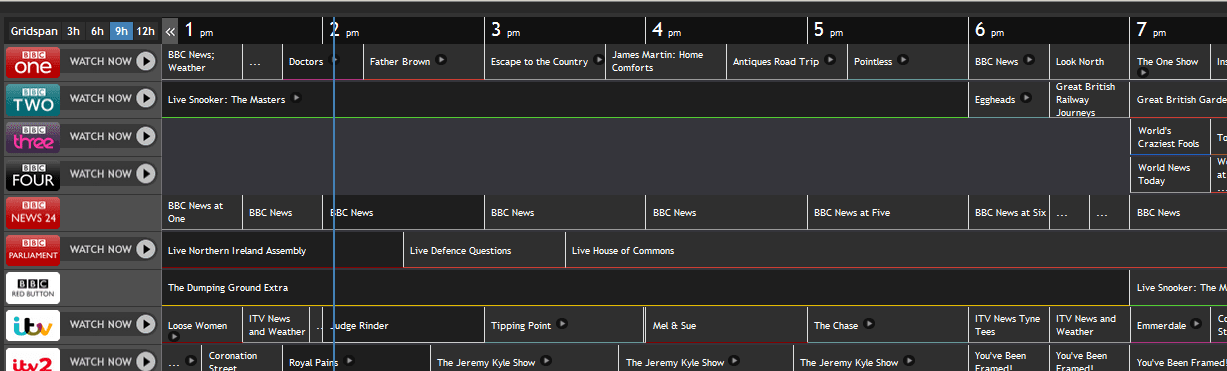 Gridspan 3h 6h 9h 12h « 1 pm 2 pm 3 pm 4 pm 5 pm 6 pm 7 pm
BBC one WATCH NOW BBC News; Weather ... Doctors Father Brown Escape to the Country James Martin: Home Comforts Antiques Road Trip Pointless BBC News Look North The One Show Ins
BBC TWO WATCH NOW Live Snooker: The Masters Eggheads Great British Railway Journeys Great British Garde
BBC three WATCH NOW World's Craziest Fools To
BBC FOUR WATCH NOW World News Today Wo at ...
BBC NEWS 24 BBC News at One BBC News BBC News BBC News BBC News BBC News at Five BBC News at Six ... ... BBC News
BBC PARLIAMENT WATCH NOW Live Northern Ireland Assembly Live Defence Questions Live House of Commons
BBC RED BUTTON The Dumping Ground Extra Live Snooker: The M
itv WATCH NOW Loose Women ITV News and Weather ... Judge Rinder Tipping Point Mel & Sue The Chase ITV News Tyne Tees ITV News and Weather Emmerdale Co Str
itv2 WATCH NOW ... Coronation Street Royal Pains The Jeremy Kyle Show The Jeremy Kyle Show The Jeremy Kyle Show You've Been Framed! You've Been Framed! You've Been Framed!